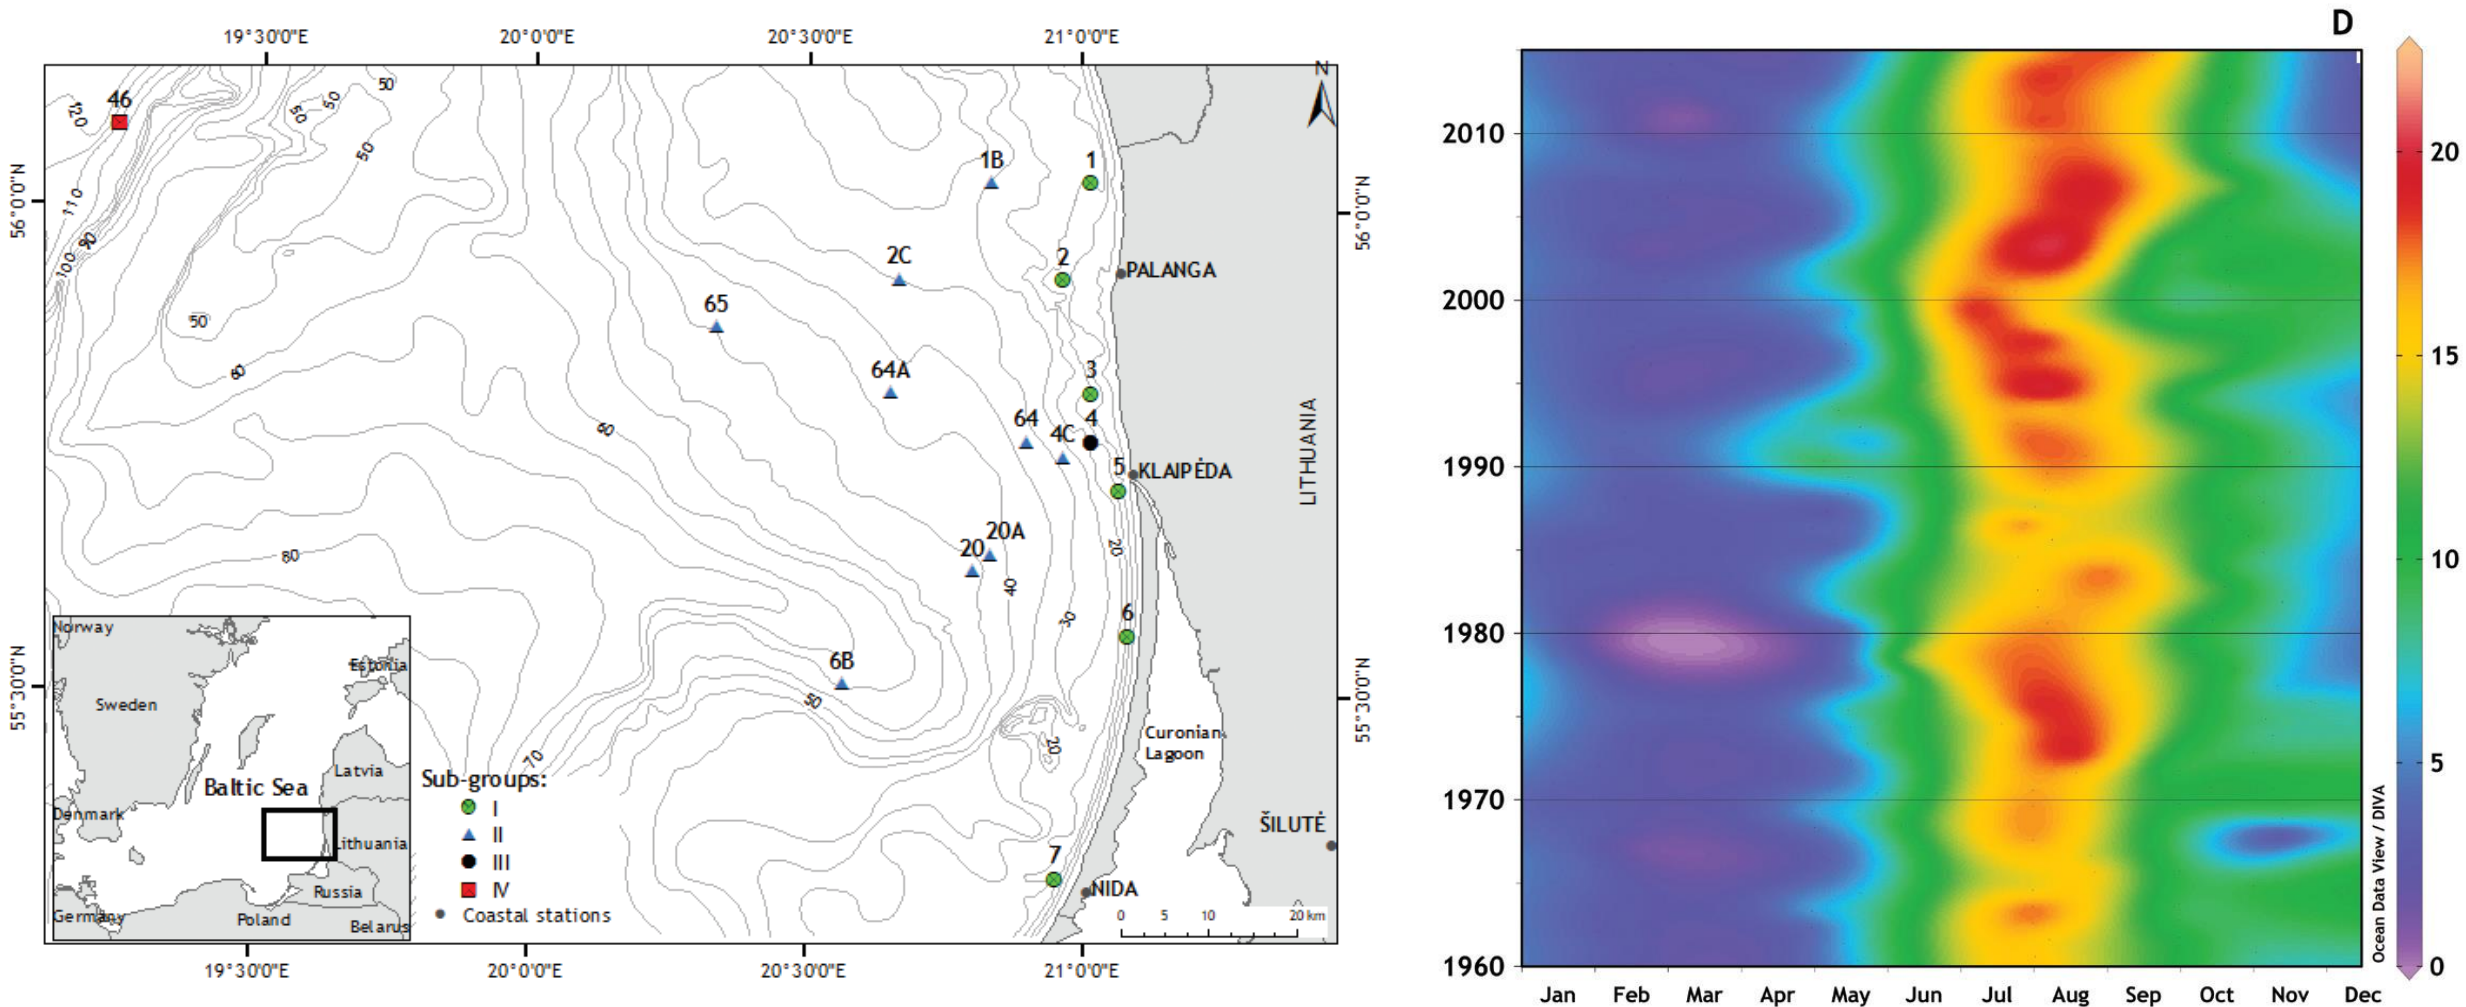 19°30'0"E 20°0'0"E 20°30'0"E 21°0'0"E
N
46
120
50
50
50
50
110
90
100
50
60
60
80
70
50
40
30
20
20
1B
1
2C
2
65
64A
3
64
4C
4
5
20A
20
6
6B
7
PALANGA
KLAIPĖDA
LITHUANIA
Curonian
Lagoon
ŠILUTĖ
NIDA
56°0'0"N
55°30'0"N
56°0'0"N
55°30'0"N
Norway
Estonia
Sweden
Latvia
Baltic Sea
Denmark
Lithuania
Russia
Germany
Poland
Belarus
Sub-groups:
I
II
III
IV
Coastal stations
0 5 10 20 km
19°30'0"E 20°0'0"E 20°30'0"E 21°0'0"E
D
2010
2000
1990
1980
1970
1960
Jan Feb Mar Apr May Jun Jul Aug Sep Oct Nov Dec
Ocean Data View / DIVA
20
15
10
5
0